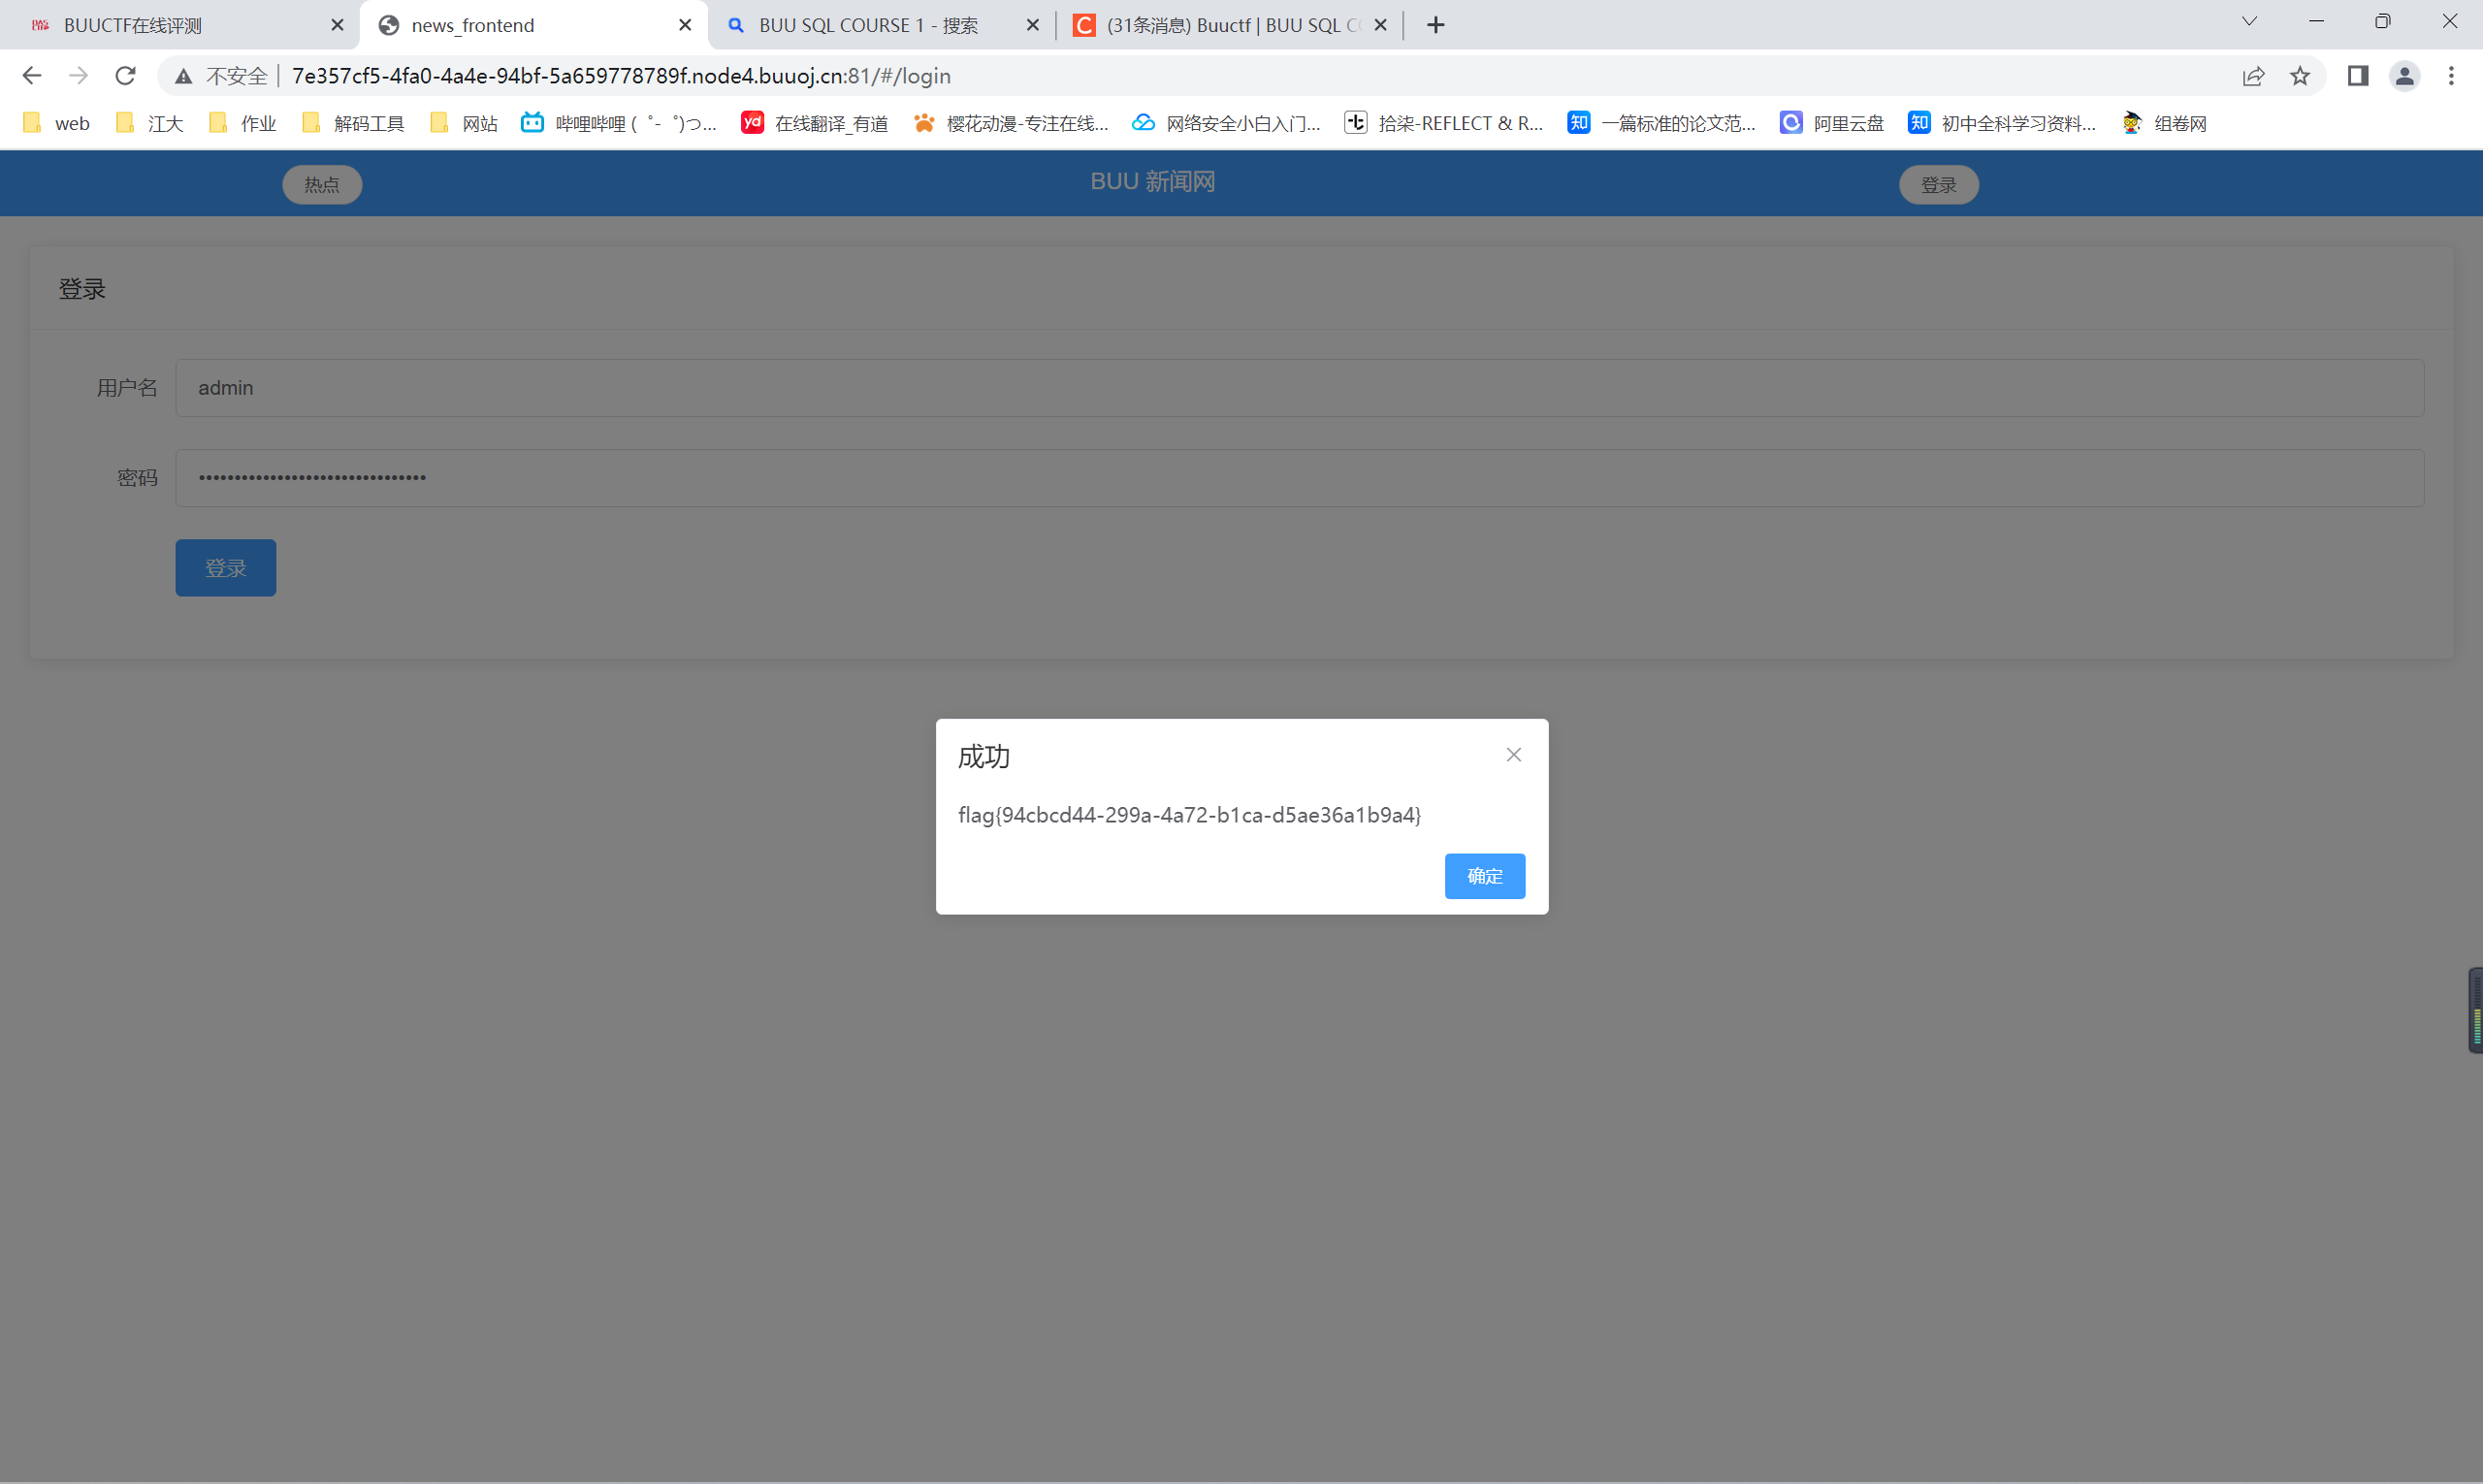 BUUCTF在线评测
news_frontend
BUU SQL COURSE 1 - 搜索
(31条消息) Buuctf | BUU SQL C
不安全
7e357cf5-4fa0-4a4e-94bf-5a659778789f.node4.buuoj.cn:81/#/login
web
江大
作业
解码工具
网站
哔哩哔哩 ( ゜- ゜)つ...
yd 在线翻译_有道
樱花动漫-专注在线...
网络安全小白入门...
拾柒-REFLECT & R...
知 一篇标准的论文范...
阿里云盘
知 初中全科学习资料...
组卷网
热点
BUU 新闻网
登录
登录
用户名 admin
密码 ••••••••••••••••••••••••••••••••
登录
成功
flag{94cbcd44-299a-4a72-b1ca-d5ae36a1b9a4}
确定